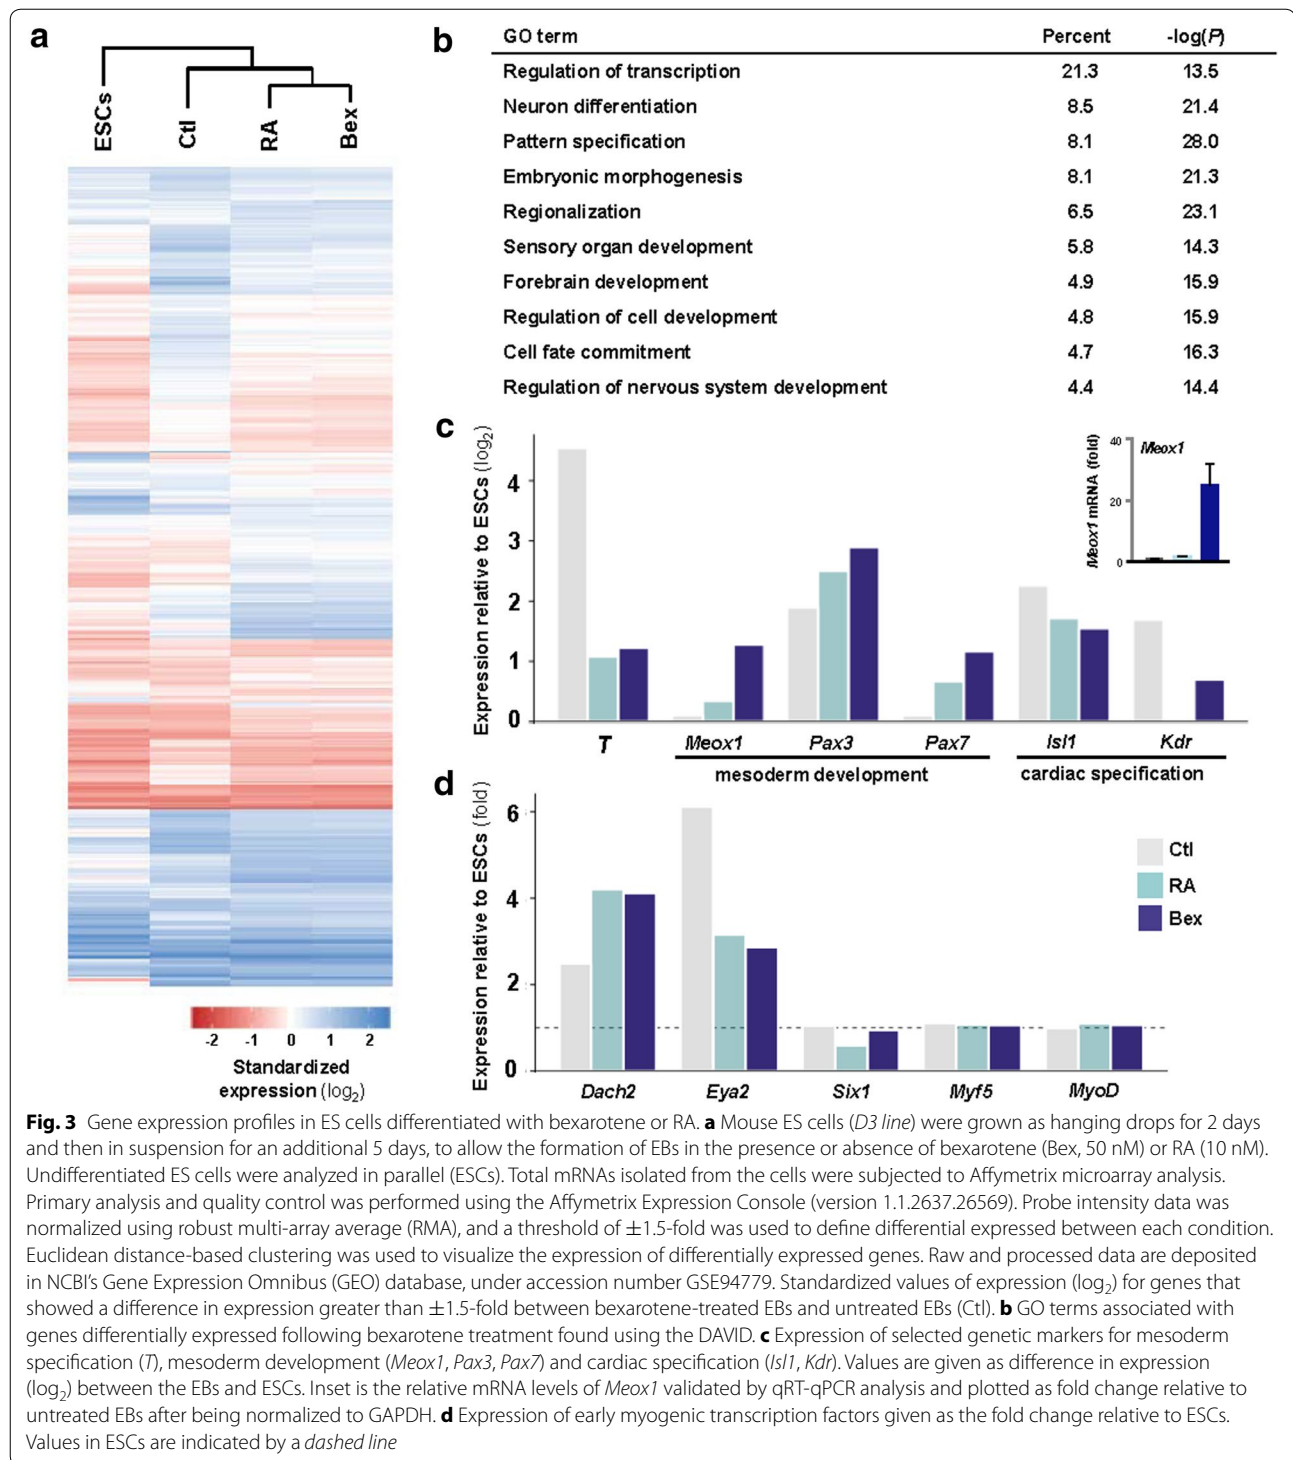 a
ESCs
Ctl
RA
Bex
-2 -1 0 1 2
Standardized
expression (log2)
b
GO term Percent -log(P)
Regulation of transcription 21.3 13.5
Neuron differentiation 8.5 21.4
Pattern specification 8.1 28.0
Embryonic morphogenesis 8.1 21.3
Regionalization 6.5 23.1
Sensory organ development 5.8 14.3
Forebrain development 4.9 15.9
Regulation of cell development 4.8 15.9
Cell fate commitment 4.7 16.3
Regulation of nervous system development 4.4 14.4
c
Expression relative to ESCs (log2)
4
3
2
1
0
T Meox1 Pax3 Pax7 Isl1 Kdr
mesoderm development cardiac specification
Meox1 mRNA (fold)
40
20
0
Meox1
d
Expression relative to ESCs (fold)
6
4
2
0
Dach2 Eya2 Six1 Myf5 MyoD
Ctl
RA
Bex
Fig. 3 Gene expression profiles in ES cells differentiated with bexarotene or RA. a Mouse ES cells (D3 line) were grown as hanging drops for 2 days
and then in suspension for an additional 5 days, to allow the formation of EBs in the presence or absence of bexarotene (Bex, 50 nM) or RA (10 nM).
Undifferentiated ES cells were analyzed in parallel (ESCs). Total mRNAs isolated from the cells were subjected to Affymetrix microarray analysis.
Primary analysis and quality control was performed using the Affymetrix Expression Console (version 1.1.2637.26569). Probe intensity data was
normalized using robust multi-array average (RMA), and a threshold of ±1.5-fold was used to define differential expressed between each condition.
Euclidean distance-based clustering was used to visualize the expression of differentially expressed genes. Raw and processed data are deposited
in NCBI's Gene Expression Omnibus (GEO) database, under accession number GSE94779. Standardized values of expression (log2) for genes that
showed a difference in expression greater than ±1.5-fold between bexarotene-treated EBs and untreated EBs (Ctl). b GO terms associated with
genes differentially expressed following bexarotene treatment found using the DAVID. c Expression of selected genetic markers for mesoderm
specification (T), mesoderm development (Meox1, Pax3, Pax7) and cardiac specification (Isl1, Kdr). Values are given as difference in expression
(log2) between the EBs and ESCs. Inset is the relative mRNA levels of Meox1 validated by qRT-qPCR analysis and plotted as fold change relative to
untreated EBs after being normalized to GAPDH. d Expression of early myogenic transcription factors given as the fold change relative to ESCs.
Values in ESCs are indicated by a dashed line